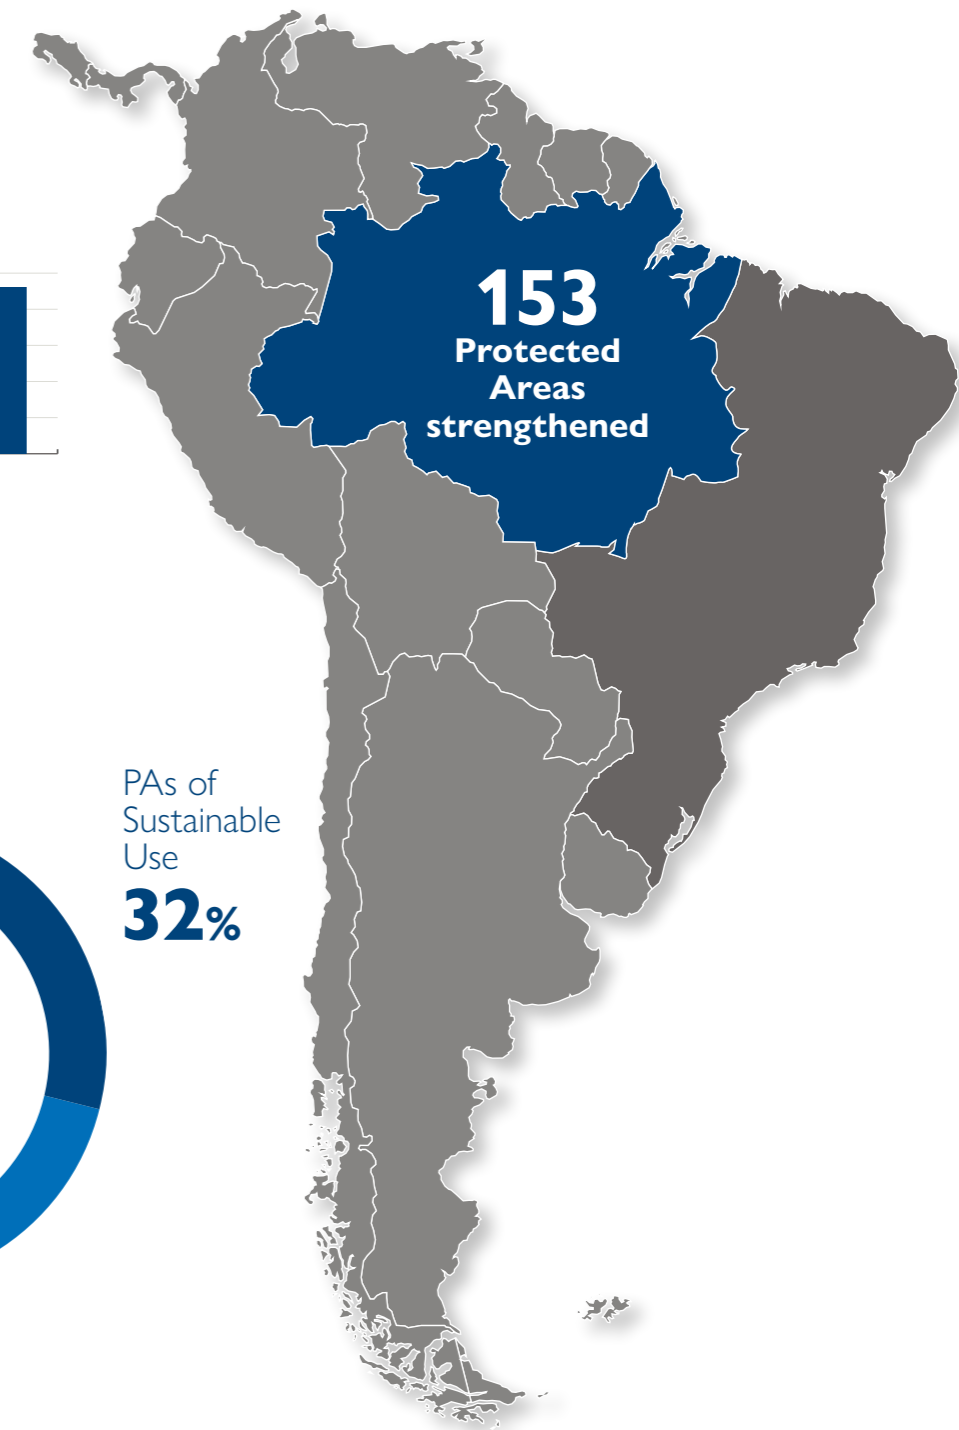 153
Protected
Areas
strengthened
PAs of
Sustainable
Use
32%